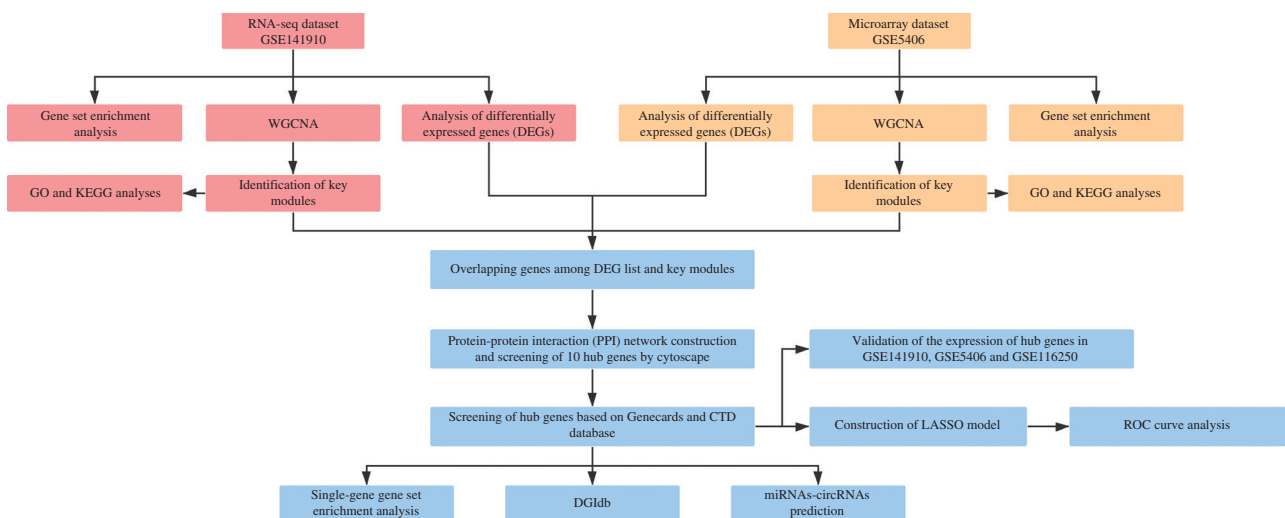 RNA-seq dataset
GSE141910
Microarray dataset
GSE5406
Gene set enrichment
analysis
WGCNA
Analysis of differentially
expressed genes (DEGs)
Analysis of differentially
expressed genes (DEGs)
WGCNA
Gene set enrichment
analysis
GO and KEGG analyses
Identification of key
modules
Identification of key
modules
GO and KEGG analyses
Overlapping genes among DEG list and key modules
Protein-protein interaction (PPI) network construction
and screening of 10 hub genes by cytoscape
Validation of the expression of hub genes in
GSE141910, GSE5406 and GSE116250
Screening of hub genes based on Genecards and CTD
database
Construction of LASSO model
ROC curve analysis
Single-gene gene set
enrichment analysis
DGIdb
miRNAs-circRNAs
prediction